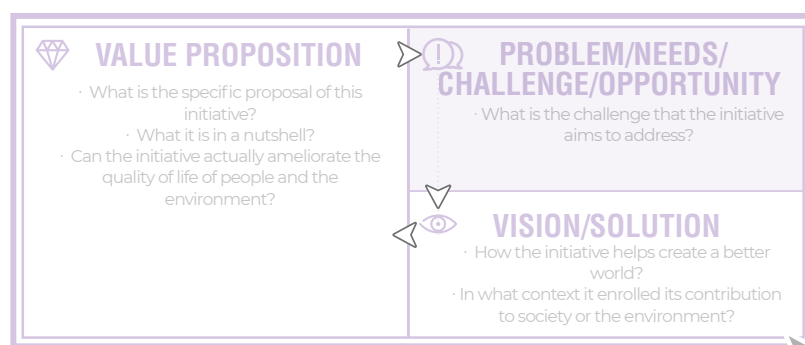 VALUE PROPOSITION
· What is the specific proposal of this
initiative?
· What it is in a nutshell?
· Can the initiative actually ameliorate the
quality of life of people and the
environment?
PROBLEM/NEEDS/
CHALLENGE/OPPORTUNITY
· What is the challenge that the initiative
aims to address?
VISION/SOLUTION
· How the initiative helps create a better
world?
· In what context it enrolled its contribution
to society or the environment?